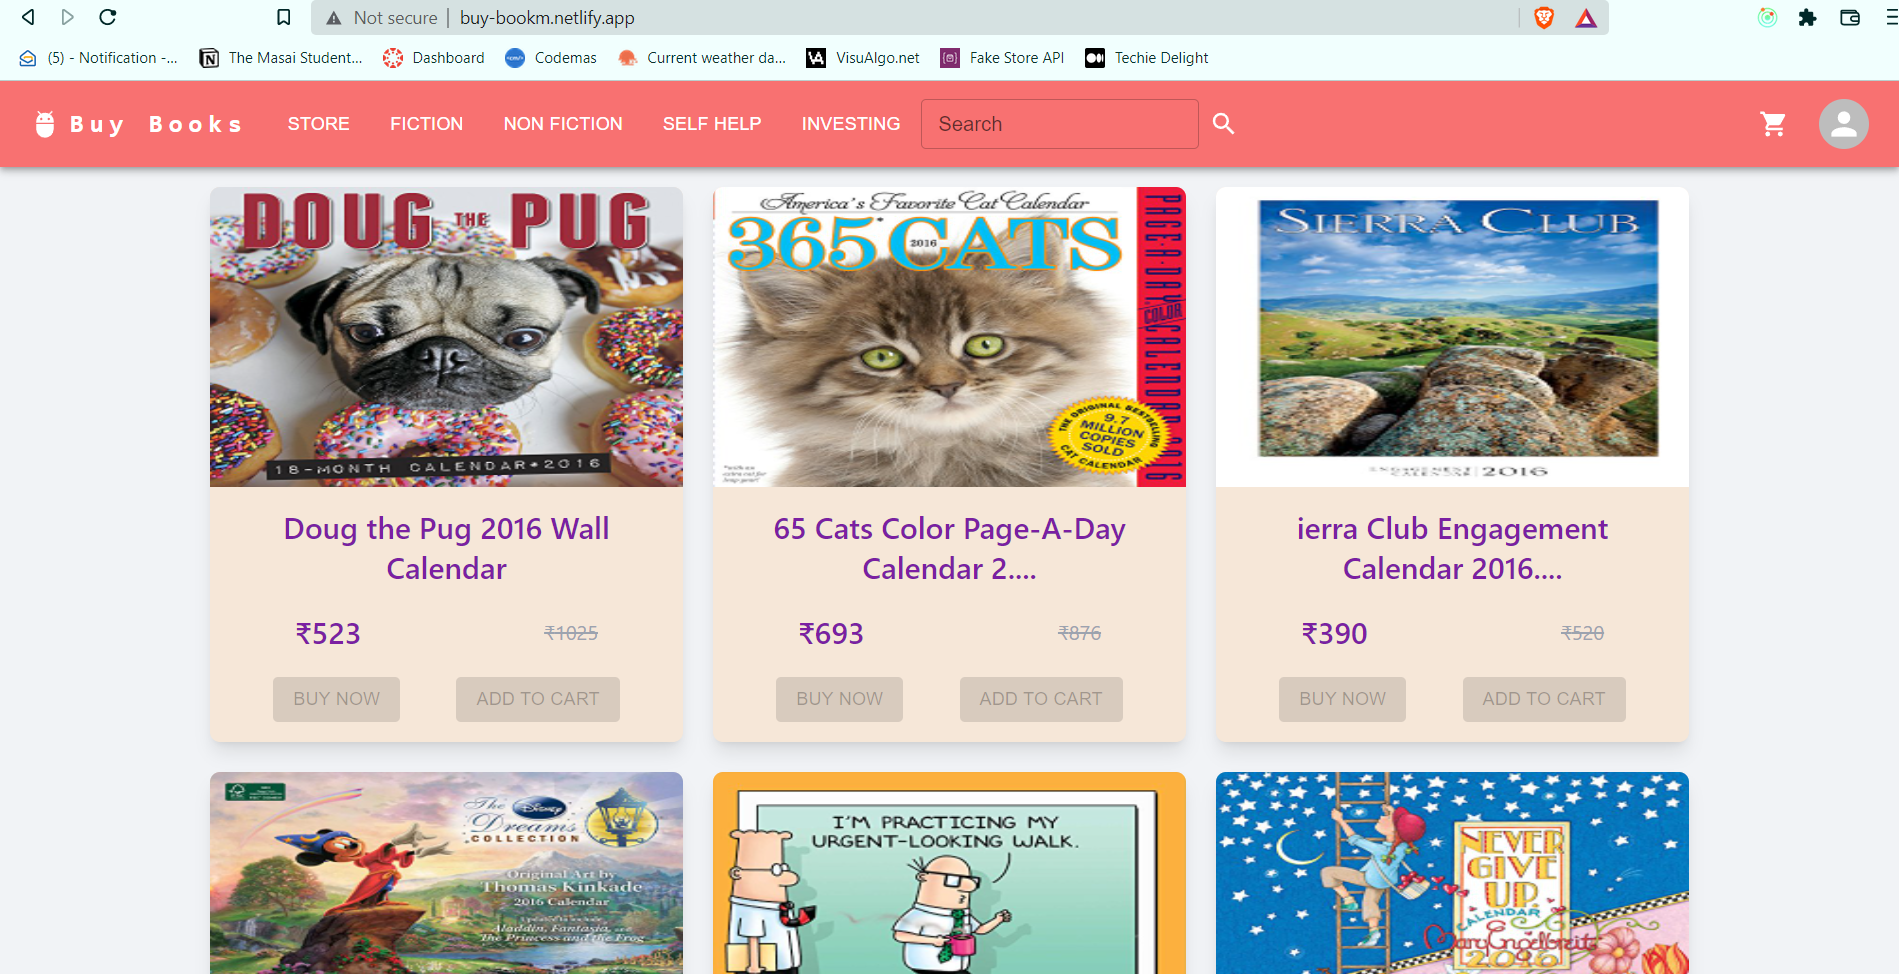 Not secure | buy-bookm.netlify.app
(5) - Notification -... The Masai Student... Dashboard Codemas Current weather da... VisuAlgo.net Fake Store API Techie Delight
Buy Books STORE FICTION NON FICTION SELF HELP INVESTING Search
DOUG THE PUG
18-MONTH CALENDAR•2016
America's Favorite Cat Calendar
365* CATS
2016
PAGE-A-DAY COLOR CALENDAR 2016
THE ORIGINAL BESTSELLING
9.7
MILLION
COPIES
SOLD
CAT CALENDAR
SIERRA CLUB
ENGAGEMENT
CALENDAR | 2016
Doug the Pug 2016 Wall
Calendar
65 Cats Color Page-A-Day
Calendar 2....
ierra Club Engagement
Calendar 2016....
₹523 ₹1025
₹693 ₹876
₹390 ₹520
BUY NOW ADD TO CART
BUY NOW ADD TO CART
BUY NOW ADD TO CART
The Disney
Dreams
COLLECTION
Original Art by
Thomas Kinkade
2016 Calendar
Aladdin, Fantasia, and
The Princess and the Frog
I'M PRACTICING MY
URGENT-LOOKING WALK.
NEVER
GIVE
UP
CALENDAR
Mary Engelbreit
2016